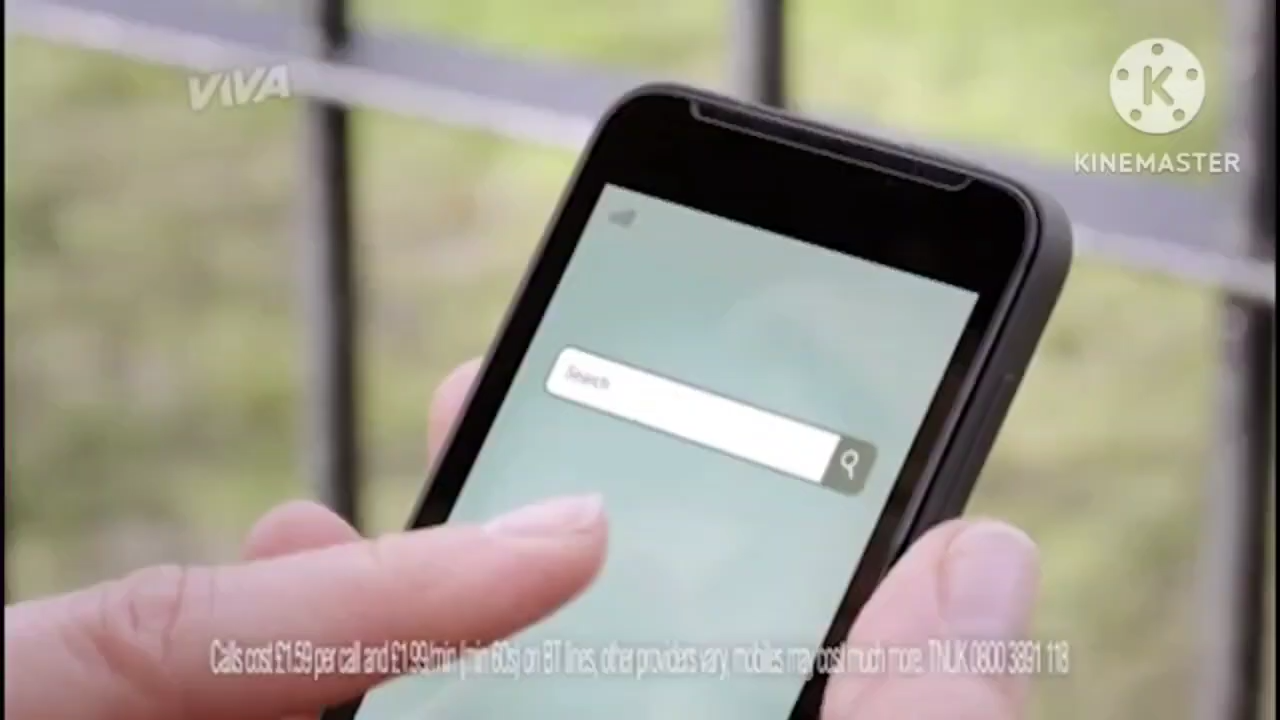 VIVA
K
KINEMASTER
Search
Calls cost £1.59 per call and £1.99/min (min 60s) on BT lines, other providers vary, mobiles may cost much more. TNUK 0800 3891 118